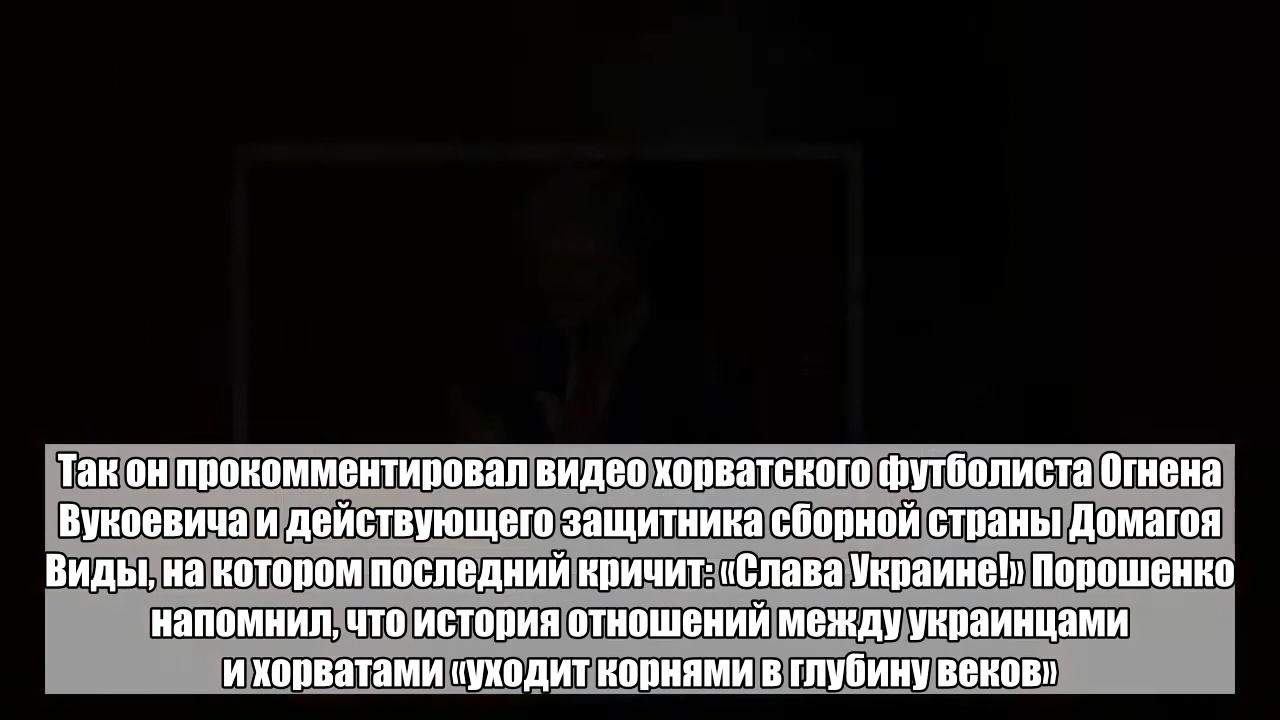 Так он прокомментировал видео хорватского футболиста Огнена
Вукоевича и действующего защитника сборной страны Домагоя
Виды, на котором последний кричит: «Слава Украине!» Порошенко
напомнил, что история отношений между украинцами
и хорватами «уходит корнями в глубину веков»